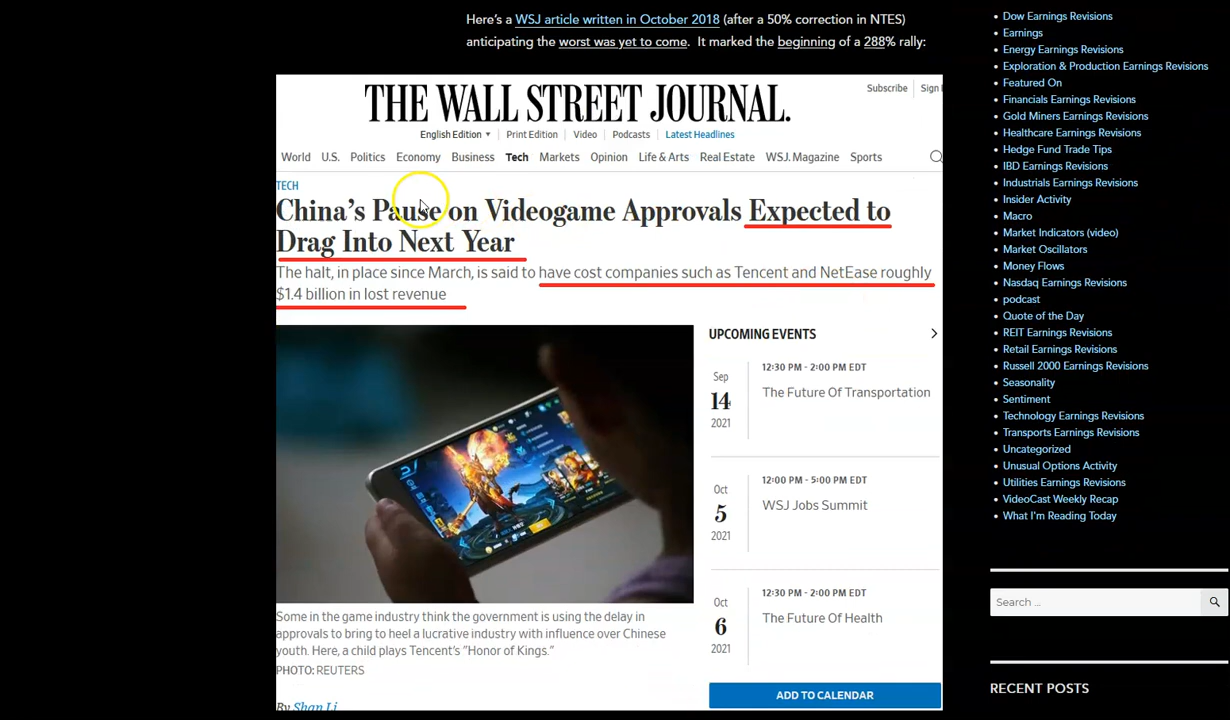 Here's a WSJ article written in October 2018 (after a 50% correction in NTES)
anticipating the worst was yet to come. It marked the beginning of a 288% rally:
THE WALL STREET JOURNAL.
Subscribe
Sign
English Edition
Print Edition
Video
Podcasts
Latest Headlines
World
U.S.
Politics
Economy
Business
Tech
Markets
Opinion
Life & Arts
Real Estate
WSJ. Magazine
Sports
TECH
China's Pause on Videogame Approvals Expected to
Drag Into Next Year
The halt, in place since March, is said to have cost companies such as Tencent and NetEase roughly
$1.4 billion in lost revenue
Some in the game industry think the government is using the delay in
approvals to bring to heel a lucrative industry with influence over Chinese
youth. Here, a child plays Tencent's "Honor of Kings."
PHOTO: REUTERS
By Shan Li
UPCOMING EVENTS
Sep
14
2021
12:30 PM - 2:00 PM EDT
The Future Of Transportation
Oct
5
2021
12:00 PM - 5:00 PM EDT
WSJ Jobs Summit
Oct
6
2021
12:30 PM - 2:00 PM EDT
The Future Of Health
ADD TO CALENDAR
• Dow Earnings Revisions
• Earnings
• Energy Earnings Revisions
• Exploration & Production Earnings Revisions
• Featured On
• Financials Earnings Revisions
• Gold Miners Earnings Revisions
• Healthcare Earnings Revisions
• Hedge Fund Trade Tips
• IBD Earnings Revisions
• Industrials Earnings Revisions
• Insider Activity
• Macro
• Market Indicators (video)
• Market Oscillators
• Money Flows
• Nasdaq Earnings Revisions
• podcast
• Quote of the Day
• REIT Earnings Revisions
• Retail Earnings Revisions
• Russell 2000 Earnings Revisions
• Seasonality
• Sentiment
• Technology Earnings Revisions
• Transports Earnings Revisions
• Uncategorized
• Unusual Options Activity
• Utilities Earnings Revisions
• VideoCast Weekly Recap
• What I'm Reading Today
Search …
RECENT POSTS